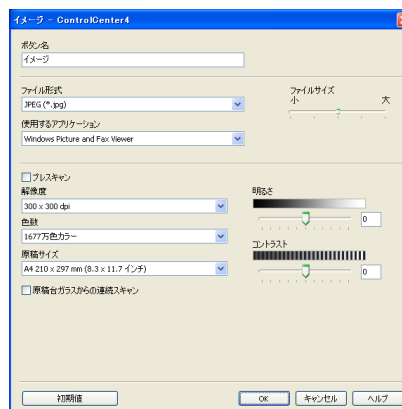 イメージ - ControlCenter4
ボタン名
イメージ
ファイル形式
JPEG (*.jpg)
ファイルサイズ
小 大
使用するアプリケーション
Windows Picture and Fax Viewer
プレスキャン
解像度
300 x 300 dpi
色数
1677万色カラー
原稿サイズ
A4 210 x 297 mm (8.3 x 11.7 インチ)
原稿台ガラスからの連続スキャン
明るさ
0
コントラスト
0
初期値 OK キャンセル ヘルプ